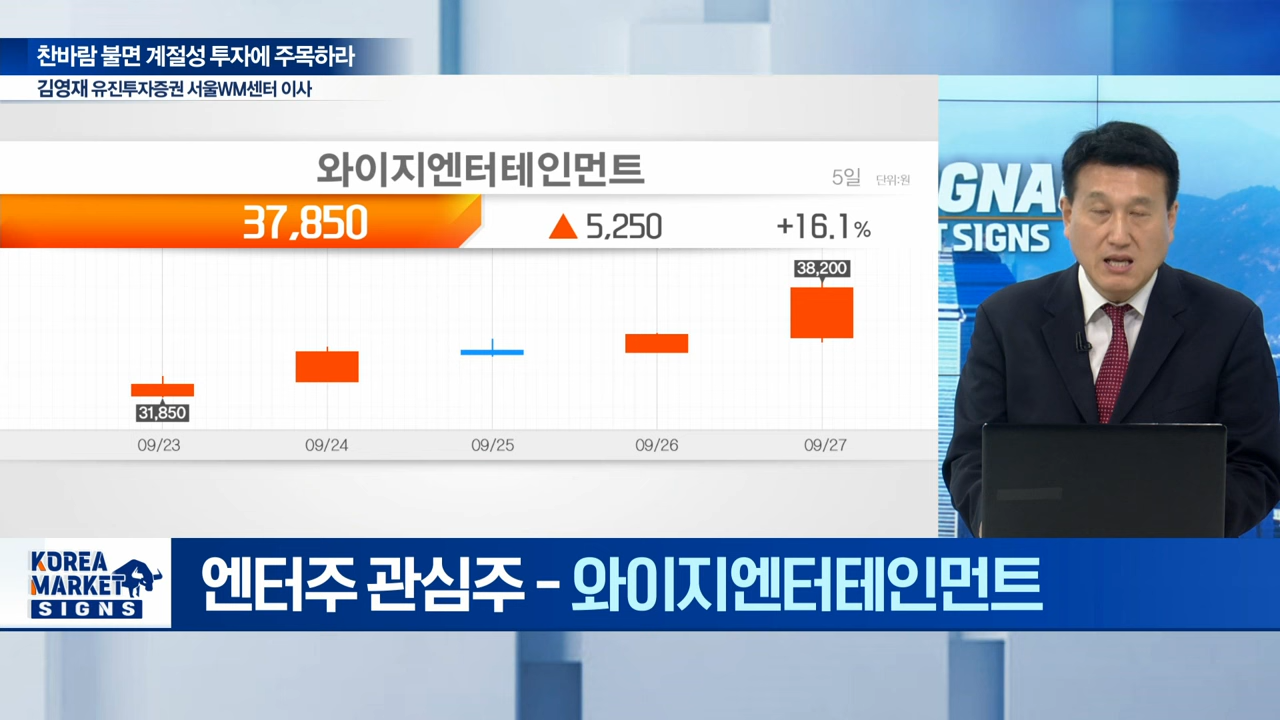 찬바람 불면 계절성 투자에 주목하라
김영재 유진투자증권 서울WM센터 이사
와이지엔터테인먼트
5일 단위:원
37,850 ▲ 5,250 +16.1%
38,200
31,850
09/23 09/24 09/25 09/26 09/27
GNA
T SIGNS
KOREA
MARKET
SIGNS
엔터주 관심주 - 와이지엔터테인먼트